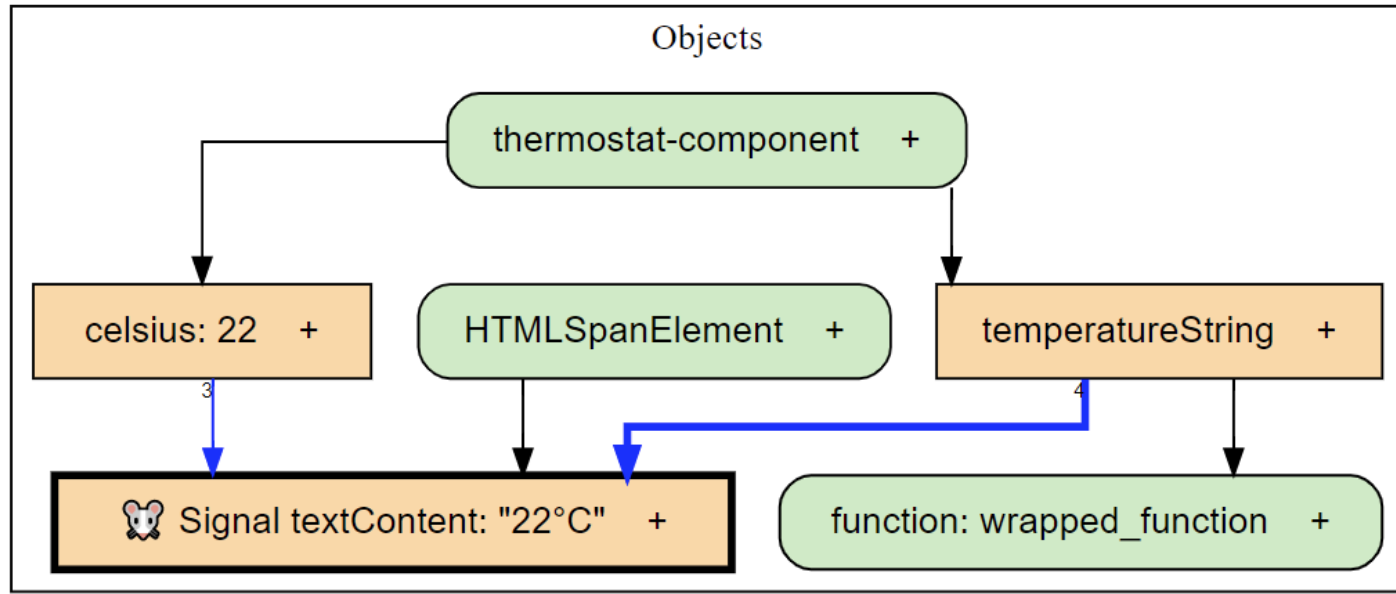 Objects
thermostat-component +
celsius: 22 +
HTMLSpanElement +
temperatureString +
3
4
🐭 Signal textContent: "22°C" +
function: wrapped_function +